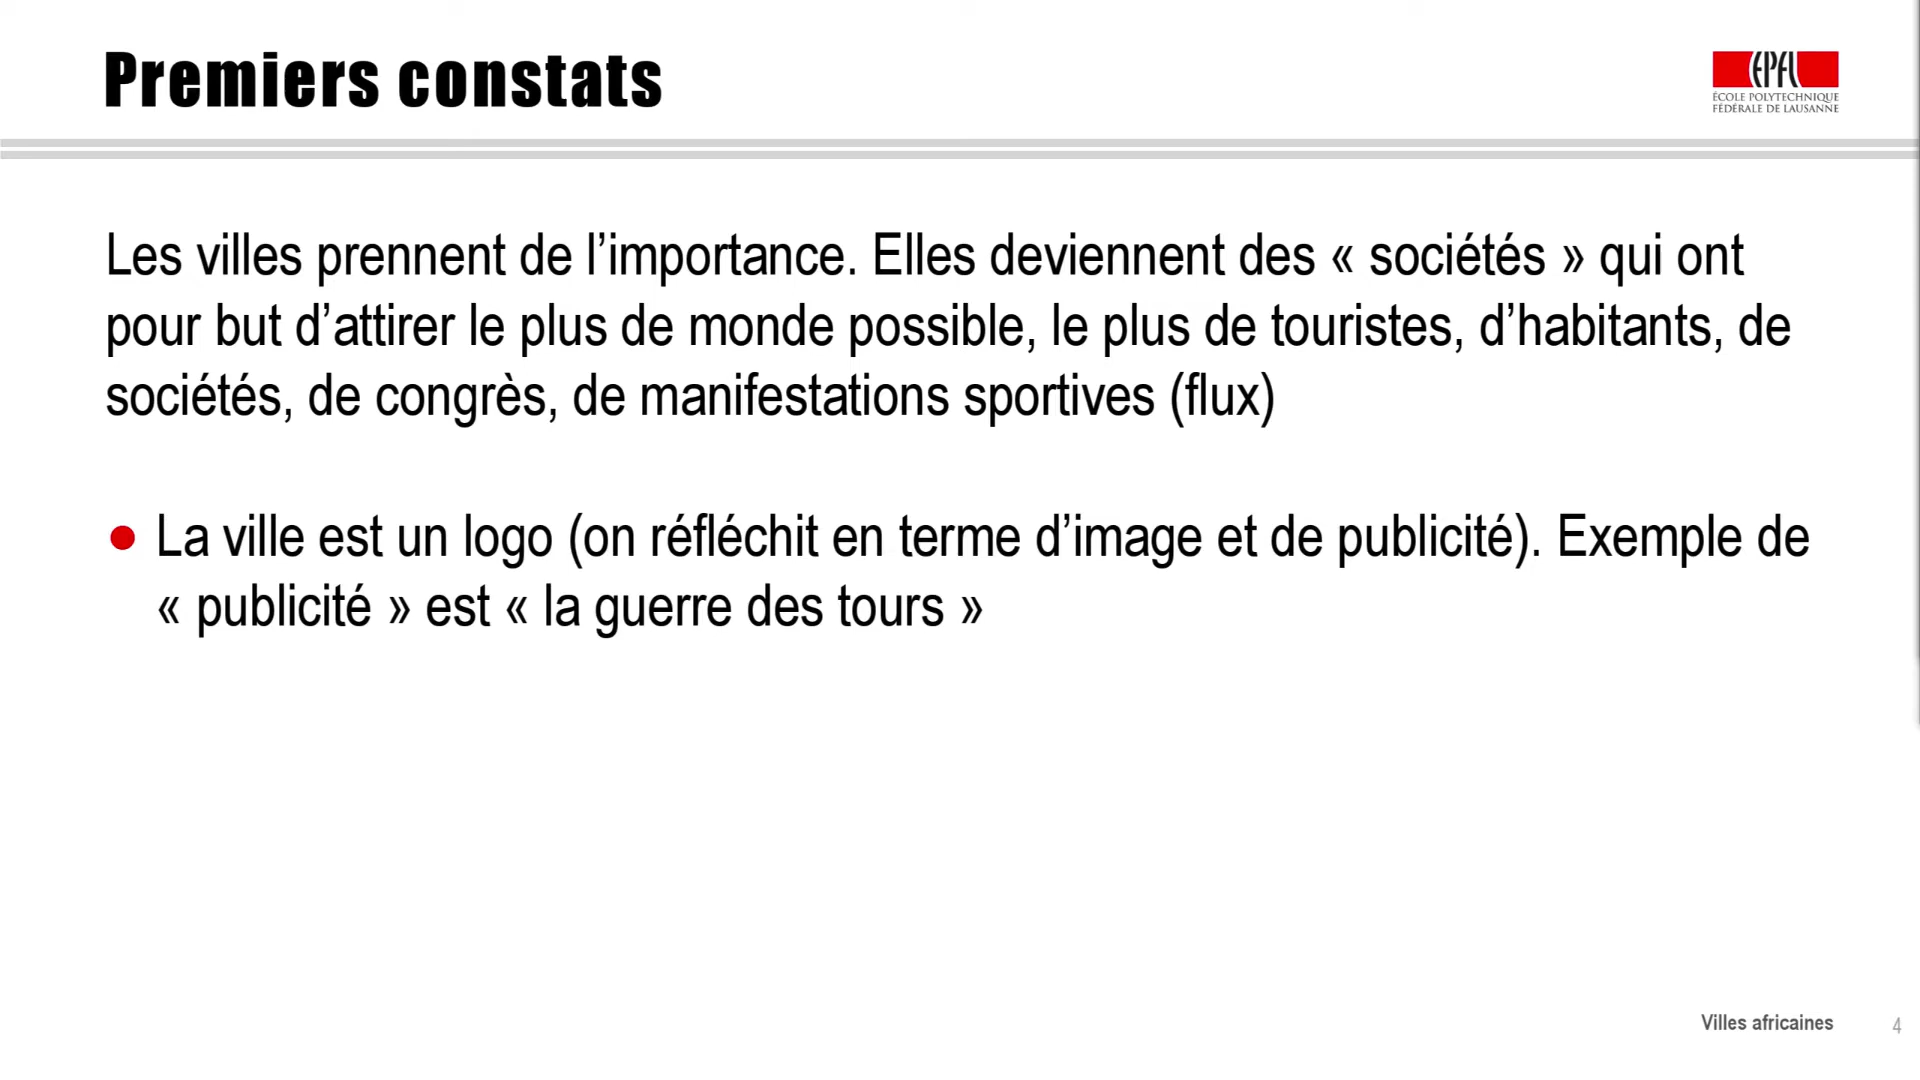 Premiers constats
EPFL
ÉCOLE POLYTECHNIQUE
FÉDÉRALE DE LAUSANNE
Les villes prennent de l’importance. Elles deviennent des « sociétés » qui ont
pour but d’attirer le plus de monde possible, le plus de touristes, d’habitants, de
sociétés, de congrès, de manifestations sportives (flux)
● La ville est un logo (on réfléchit en terme d’image et de publicité). Exemple de
« publicité » est « la guerre des tours »
Villes africaines 4